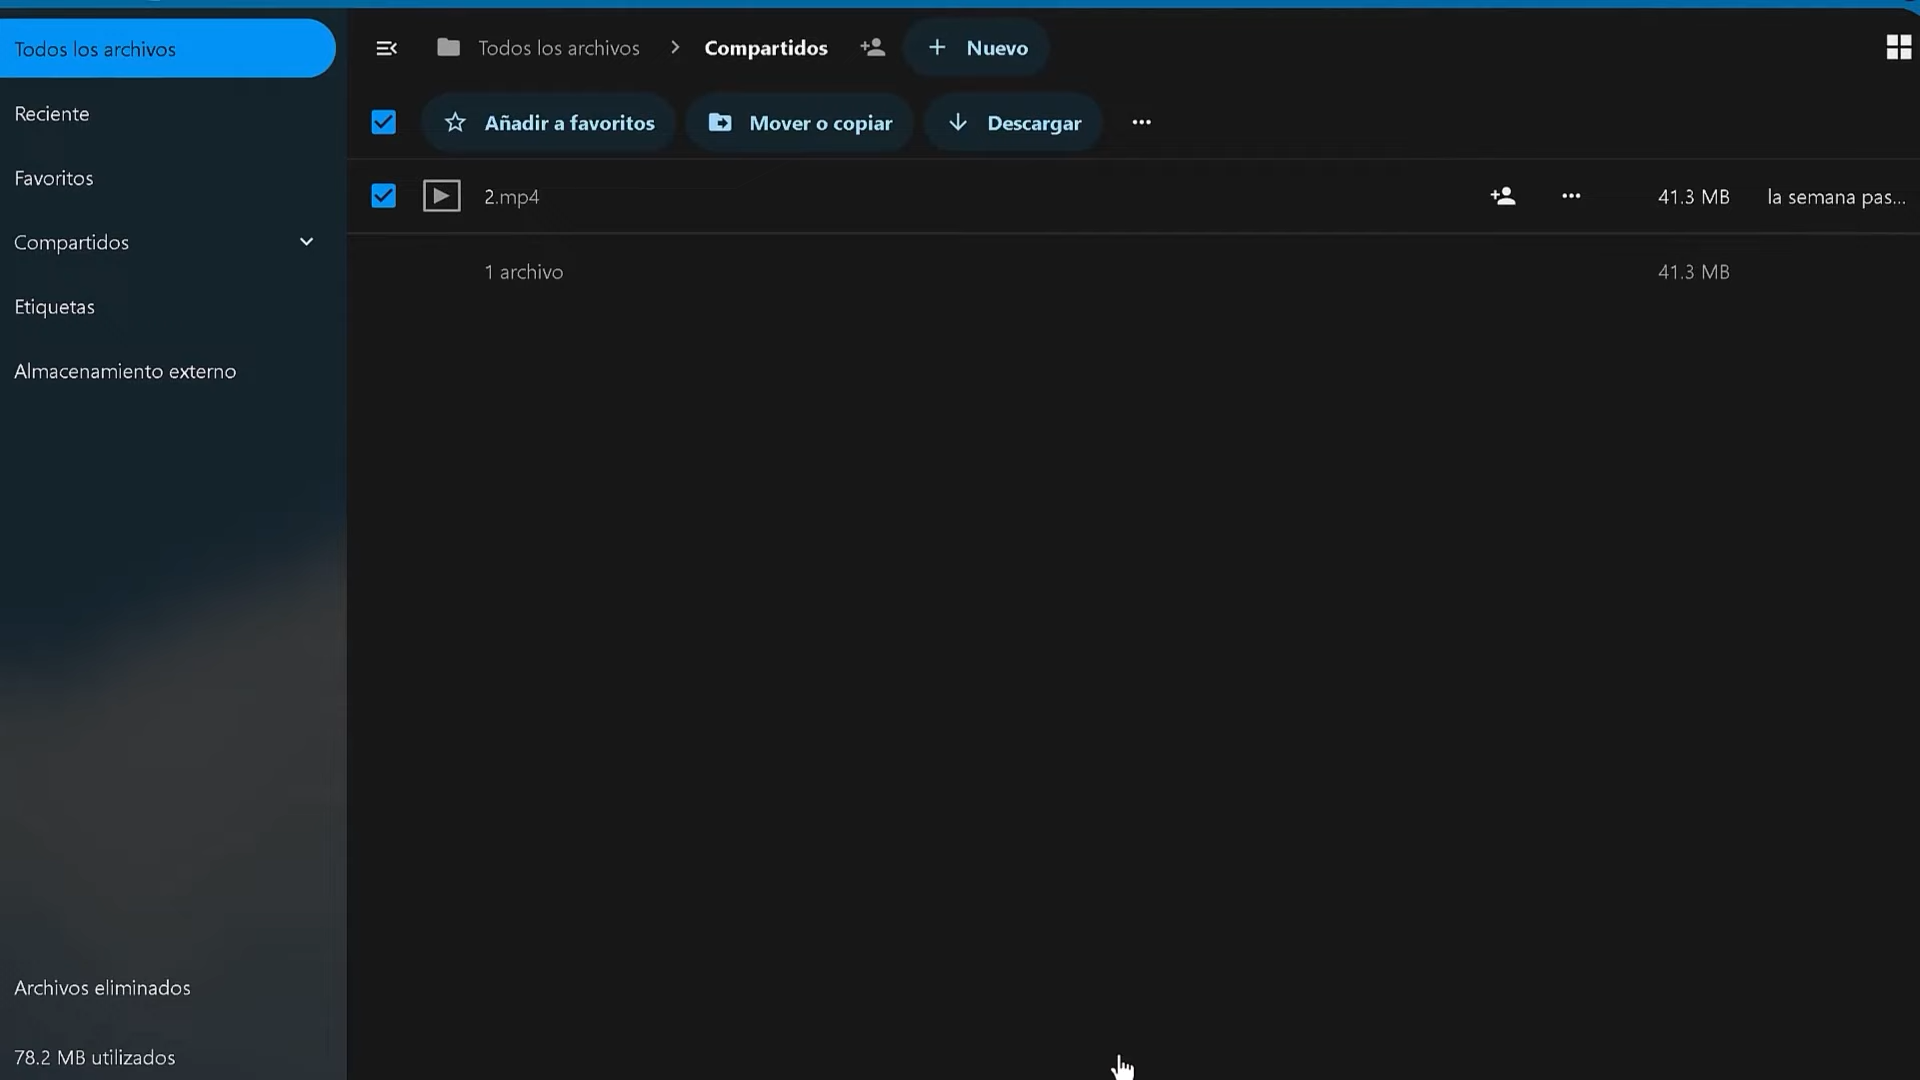 Todos los archivos
Reciente
Favoritos
Compartidos
Etiquetas
Almacenamiento externo
Archivos eliminados
78.2 MB utilizados
Todos los archivos > Compartidos + Nuevo
Añadir a favoritos Mover o copiar Descargar ...
2.mp4 ... 41.3 MB la semana pas...
1 archivo 41.3 MB